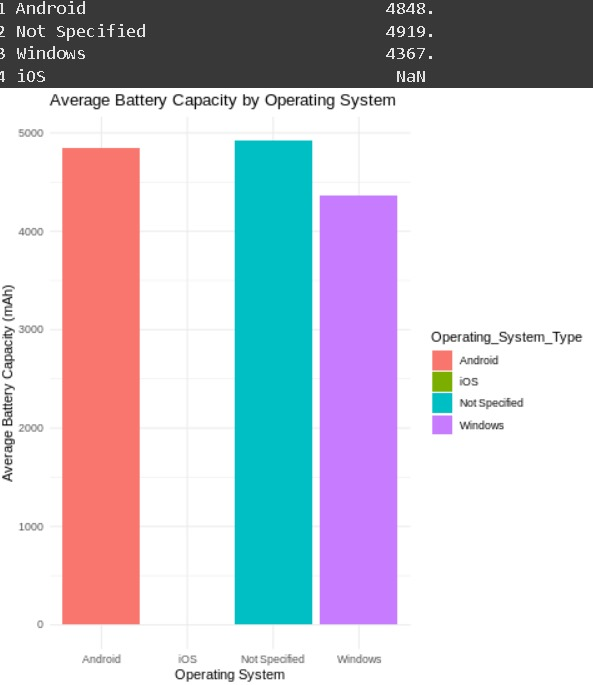 1 Android 4848.
2 Not Specified 4919.
3 Windows 4367.
4 iOS NaN
Average Battery Capacity by Operating System
5000
4000
3000
2000
1000
0
Average Battery Capacity (mAh)
Android iOS Not Specified Windows
Operating System
Operating_System_Type
Android
iOS
Not Specified
Windows